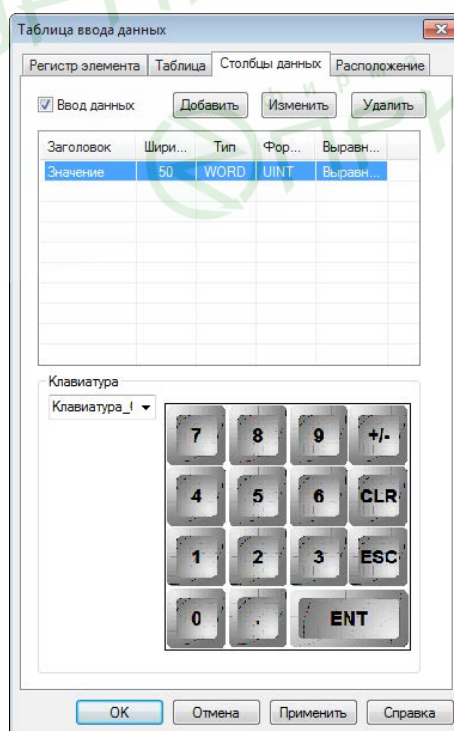 Таблица ввода данных
Регистр элемента Таблица Столбцы данных Расположение
Ввод данных Добавить Изменить Удалить
Заголовок Шири... Тип Фор... Выравн...
Значение 50 WORD UINT Выравн...
Клавиатура
Клавиатура_
7 8 9 +/-
4 5 6 CLR
1 2 3 ESC
0 . ENT
OK Отмена Применить Справка